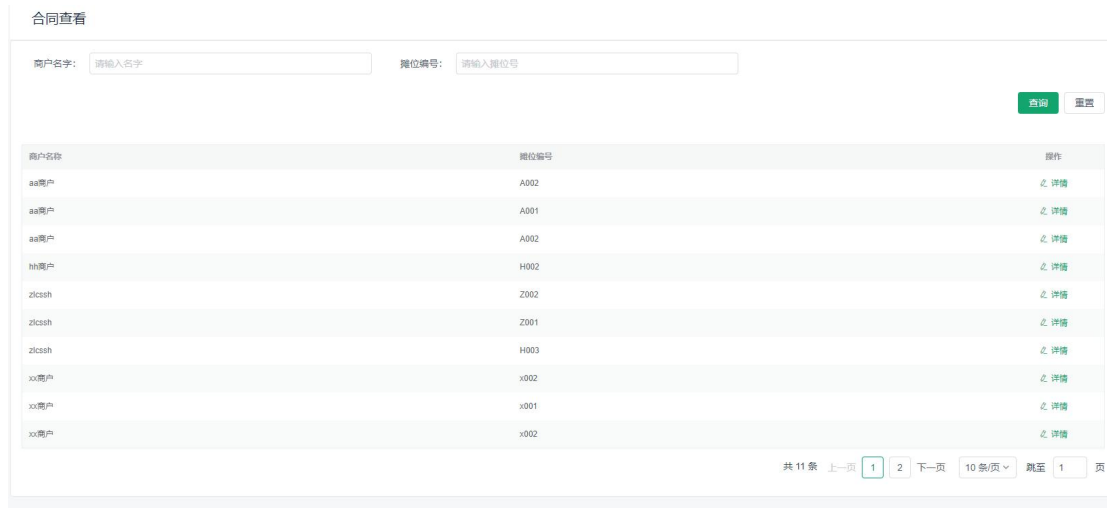 合同查看
商户名字： 请输入名字 摊位编号： 请输入摊位号
查询 重置
商户名称 摊位编号 操作
aa商户 A002 详情
aa商户 A001 详情
aa商户 A002 详情
hh商户 H002 详情
zlcssh Z002 详情
zlcssh Z001 详情
zlcssh H003 详情
xx商户 x002 详情
xx商户 x001 详情
xx商户 x002 详情
共 11 条 上一页 1 2 下一页 10 条/页 跳至 1 页